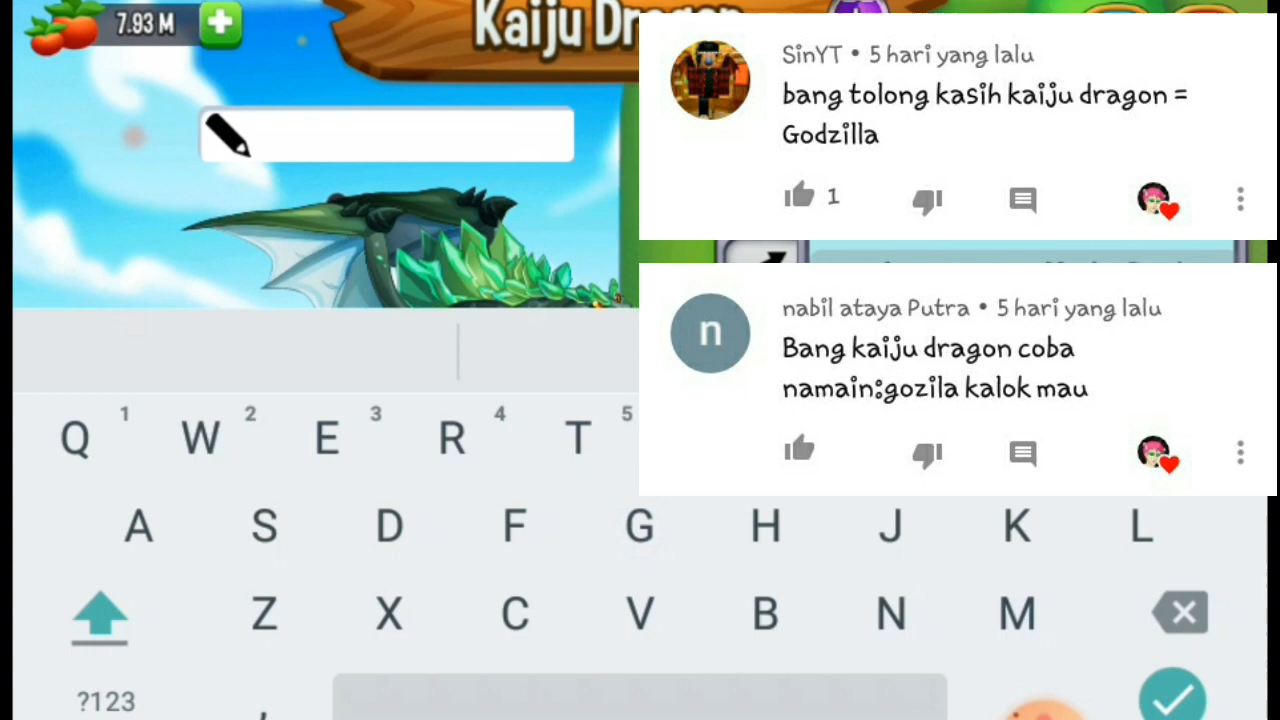 7.93 M
Kaiju Dragon
SinYT • 5 hari yang lalu
bang tolong kasih kaiju dragon =
Godzilla
1
nabil ataya Putra • 5 hari yang lalu
n
Bang kaiju dragon coba
namain:gozila kalok mau
1 2 3 4 5
Q W E R T
A S D F G H J K L
Z X C V B N M
?123 ,